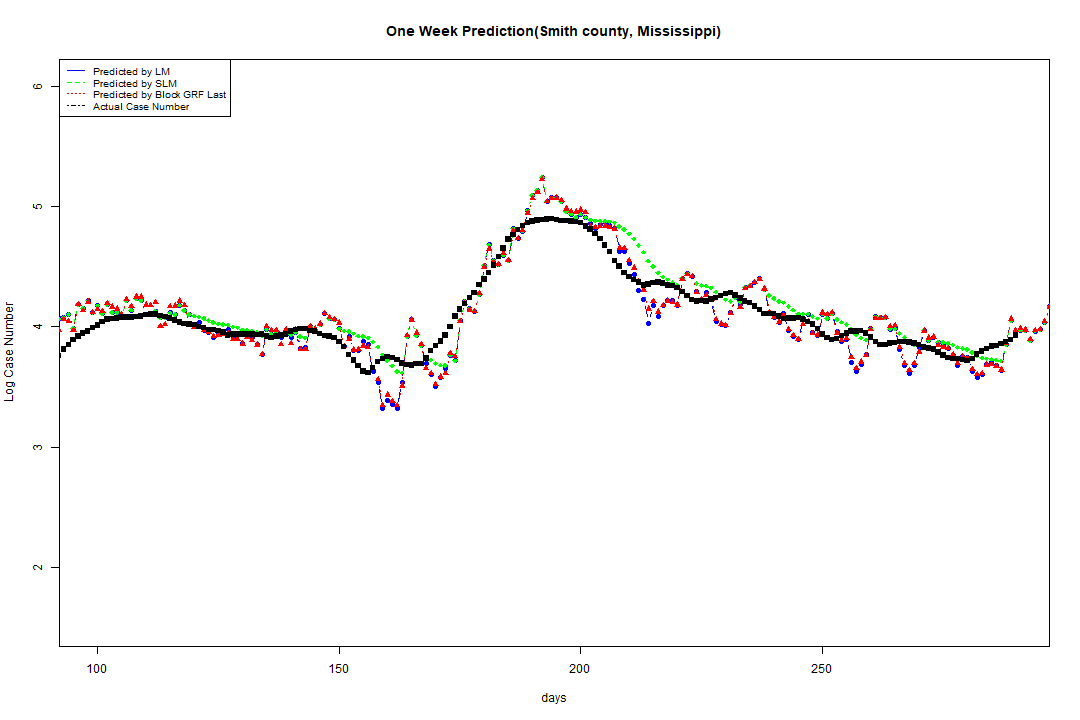 One Week Prediction(Smith county, Mississippi)
Predicted by LM
Predicted by SLM
Predicted by Block GRF Last
Actual Case Number
6
5
4
3
2
Log Case Number
100 150 200 250
days